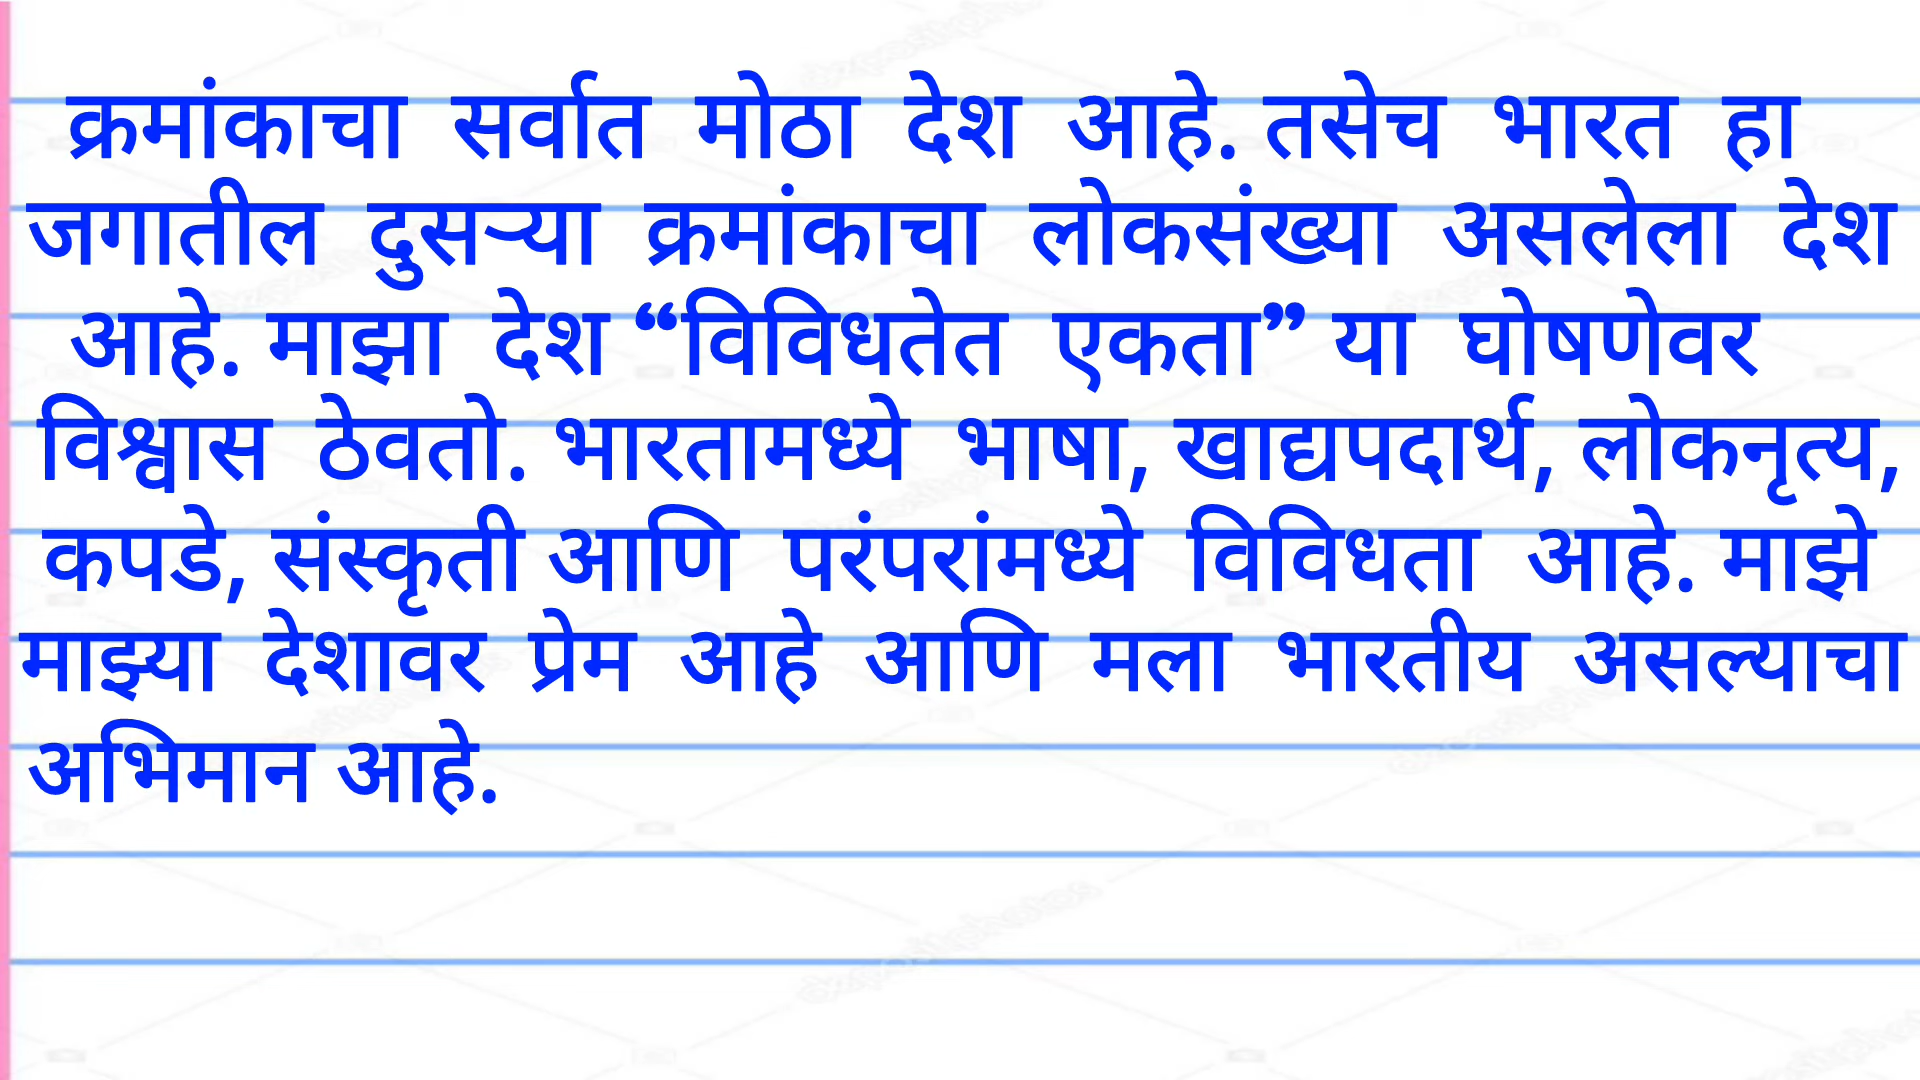 क्रमांकाचा सर्वात मोठा देश आहे. तसेच भारत हा
जगातील दुसऱ्या क्रमांकाचा लोकसंख्या असलेला देश
आहे. माझा देश “विविधतेत एकता” या घोषणेवर
विश्वास ठेवतो. भारतामध्ये भाषा, खाद्यपदार्थ, लोकनृत्य,
कपडे, संस्कृती आणि परंपरांमध्ये विविधता आहे. माझे
माझ्या देशावर प्रेम आहे आणि मला भारतीय असल्याचा
अभिमान आहे.